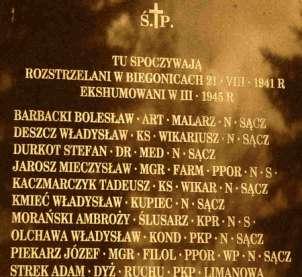 Ś.†P.
TU SPOCZYWAJĄ
ROZSTRZELANI W BIEGONICACH 21 · VIII · 1941 R
EKSHUMOWANI W III · 1945 R
BARBACKI BOLESŁAW · ART · MALARZ · N · SĄCZ
DESZCZ WŁADYSŁAW · KS · WIKARIUSZ · N · SĄCZ
DURKOT STEFAN · DR · MED · N · SĄCZ
JAROSZ MIECZYSŁAW · MGR · FARM · PPOR · N · S ·
KACZMARCZYK TADEUSZ · KS · WIKAR · N · SĄCZ
KMIEĆ WŁADYSŁAW · KUPIEC · N · SĄCZ
MORAŃSKI AMBROŻY · ŚLUSARZ · KPR · N · S ·
OLCHAWA WŁADYSŁAW · KOND · PKP · N · SĄCZ
PIEKARZ JÓZEF · MGR · FILOL · PPOR · WP · N · SĄCZ
STREK ADAM · DYŻ · RUCHU · PKP · LIMANOWA